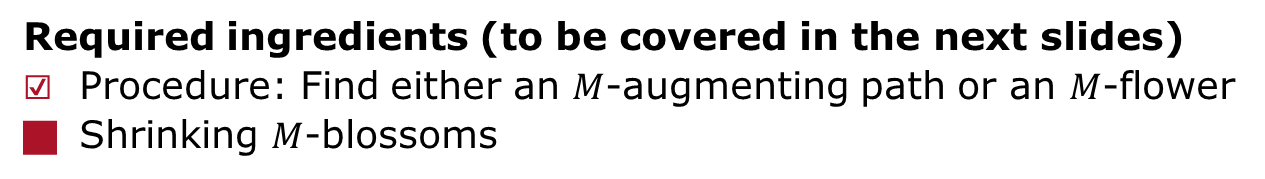 Required ingredients (to be covered in the next slides)
☑ Procedure: Find either an M-augmenting path or an M-flower
■ Shrinking M-blossoms